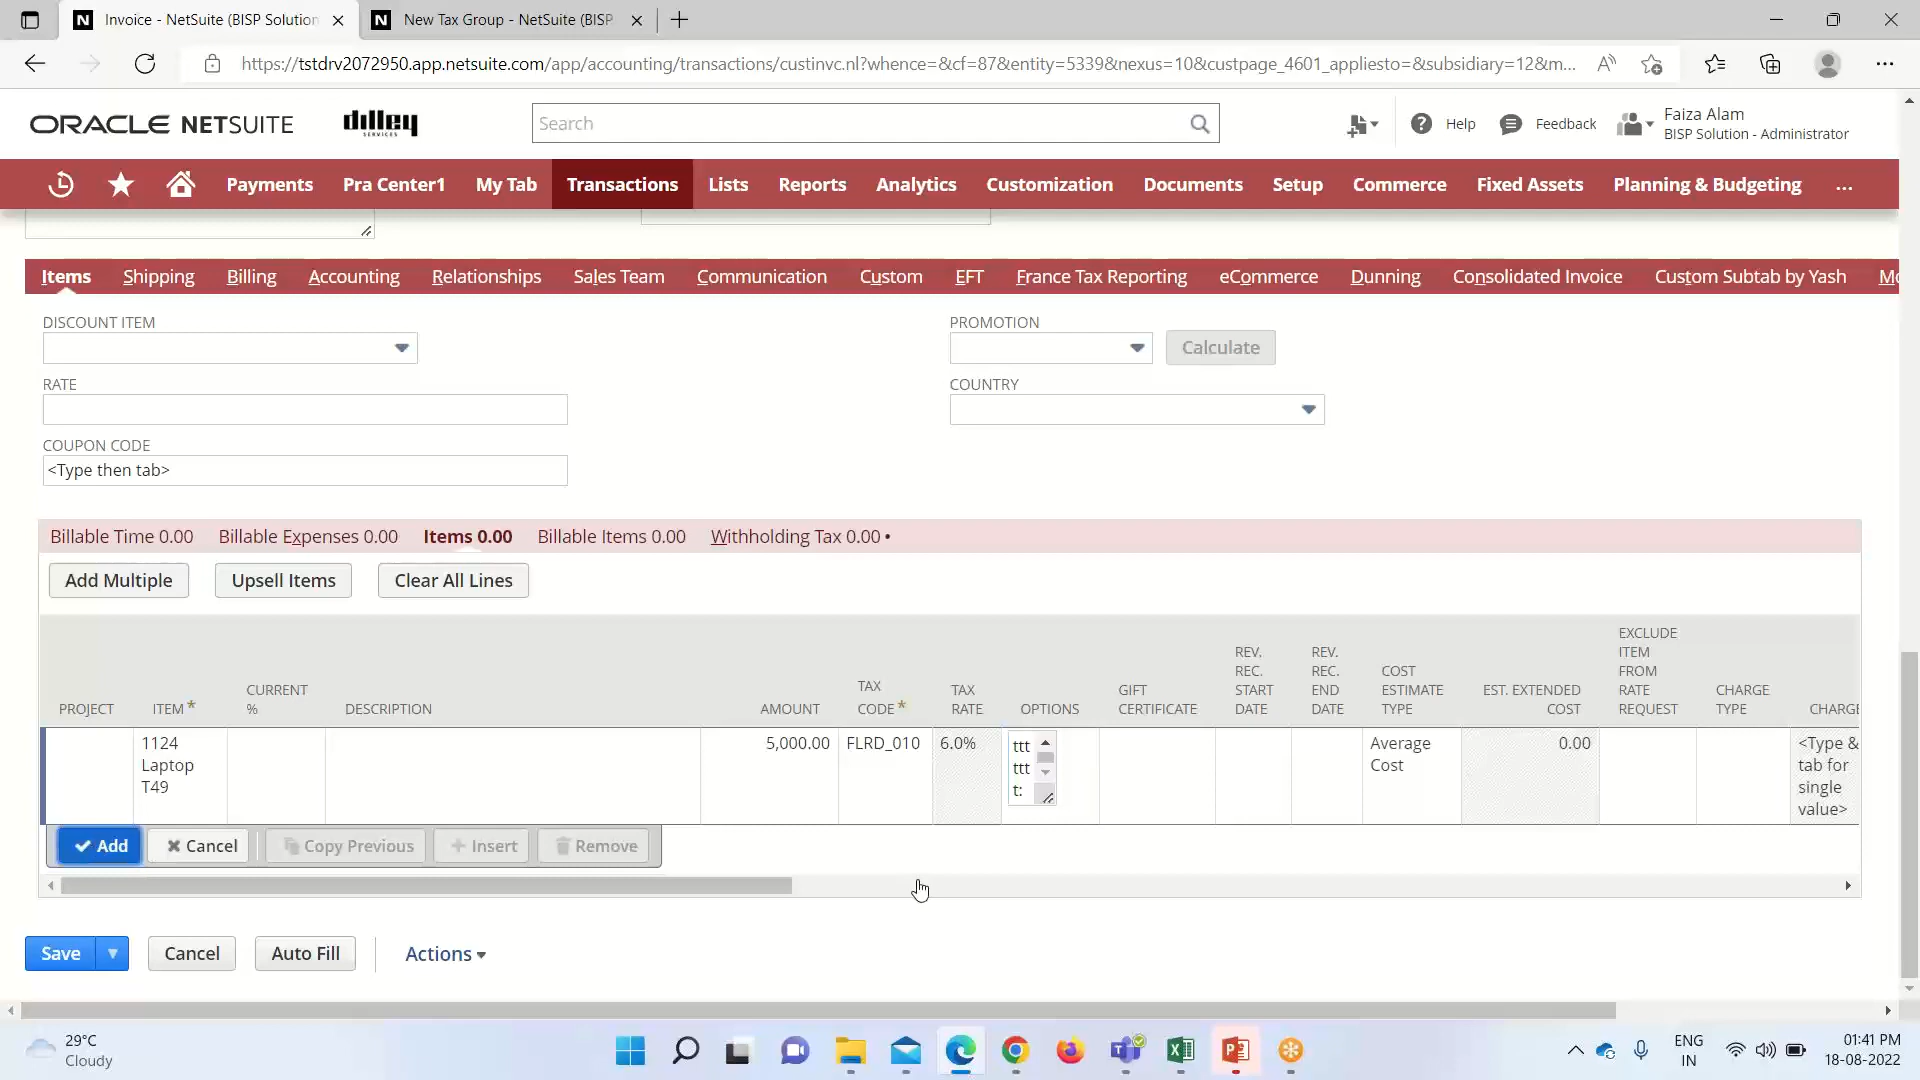 Invoice - NetSuite (BISP Solution
New Tax Group - NetSuite (BISP
https://tstdrv2072950.app.netsuite.com/app/accounting/transactions/custinvc.nl?whence=&cf=87&entity=5339&nexus=10&custpage_4601_appliesto=&subsidiary=12&m...
ORACLE NETSUITE
dilley
SERVICES
Search
Help
Feedback
Faiza Alam
BISP Solution - Administrator
Payments Pra Center1 My Tab Transactions Lists Reports Analytics Customization Documents Setup Commerce Fixed Assets Planning & Budgeting ...
Items Shipping Billing Accounting Relationships Sales Team Communication Custom EFT France Tax Reporting eCommerce Dunning Consolidated Invoice Custom Subtab by Yash Mo
DISCOUNT ITEM
PROMOTION
Calculate
RATE
COUNTRY
COUPON CODE
<Type then tab>
Billable Time 0.00 Billable Expenses 0.00 Items 0.00 Billable Items 0.00 Withholding Tax 0.00 •
Add Multiple Upsell Items Clear All Lines
PROJECT
ITEM *
CURRENT
%
DESCRIPTION
AMOUNT
TAX
CODE *
TAX
RATE
OPTIONS
GIFT
CERTIFICATE
REV.
REC.
START
DATE
REV.
REC.
END
DATE
COST
ESTIMATE
TYPE
EST. EXTENDED
COST
EXCLUDE
ITEM
FROM
RATE
REQUEST
CHARGE
TYPE
CHARGE
1124
Laptop
T49
5,000.00
FLRD_010
6.0%
ttt
ttt
t:
Average
Cost
0.00
<Type &
tab for
single
value>
Add Cancel Copy Previous Insert Remove
Save Cancel Auto Fill Actions
29°C
Cloudy
ENG
IN
01:41 PM
18-08-2022